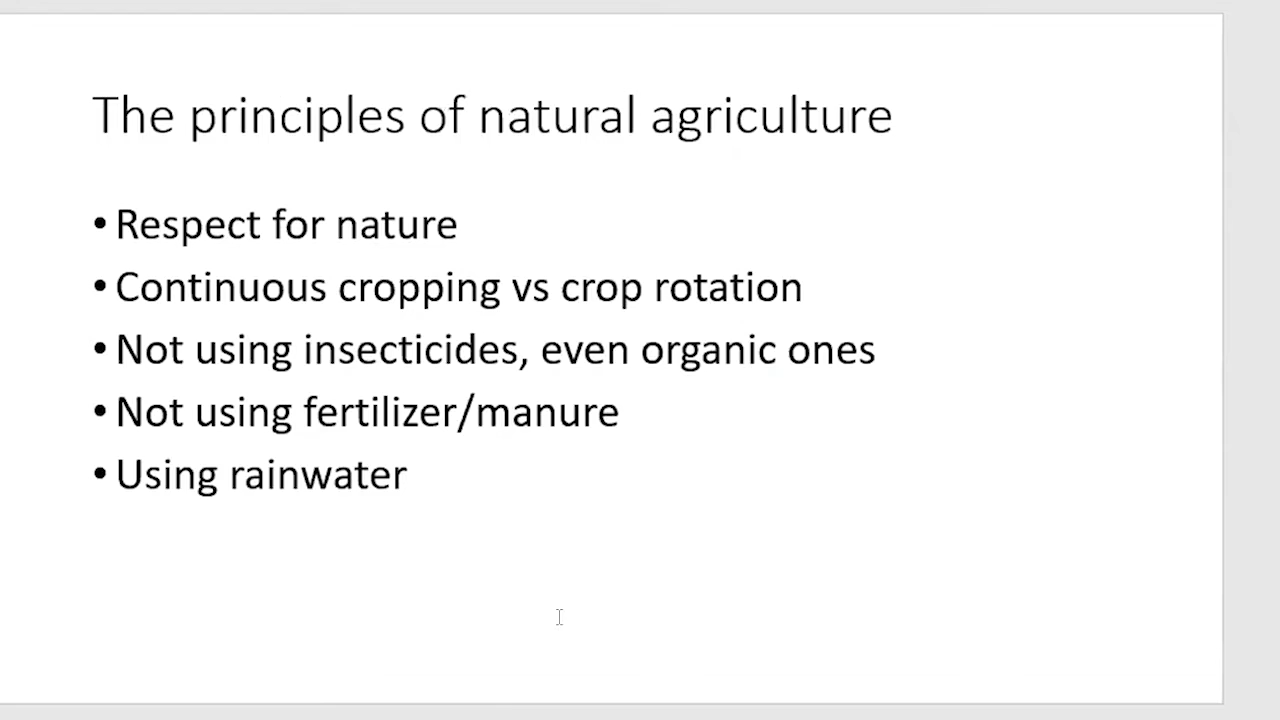 The principles of natural agriculture
• Respect for nature
• Continuous cropping vs crop rotation
• Not using insecticides, even organic ones
• Not using fertilizer/manure
• Using rainwater